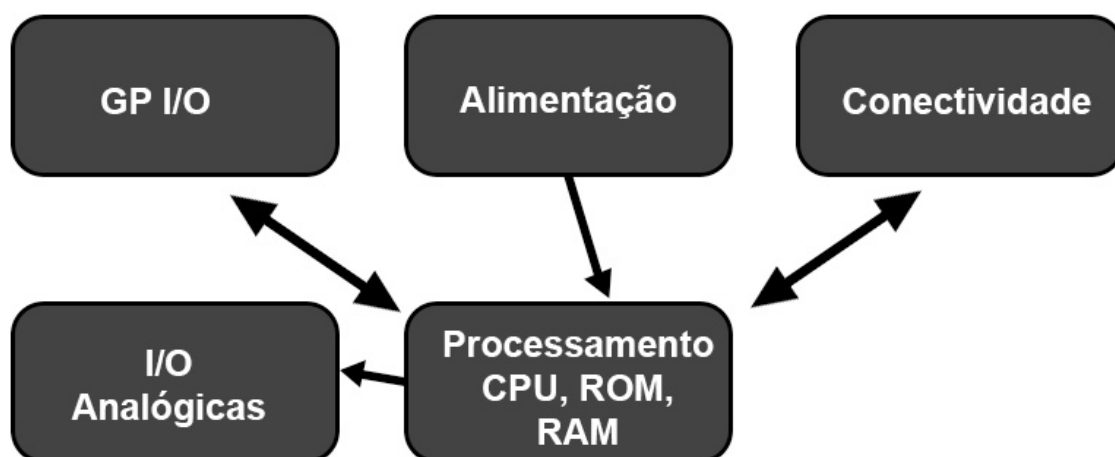 GP I/O
Alimentação
Conectividade
I/O
Analógicas
Processamento
CPU, ROM,
RAM